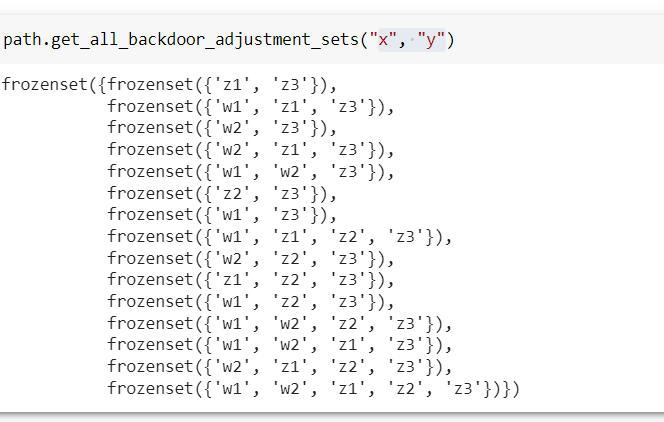 path.get_all_backdoor_adjustment_sets("x", "y")
frozenset({frozenset({'z1', 'z3'}),
frozenset({'w1', 'z1', 'z3'}),
frozenset({'w2', 'z3'}),
frozenset({'w2', 'z1', 'z3'}),
frozenset({'w1', 'w2', 'z3'}),
frozenset({'z2', 'z3'}),
frozenset({'w1', 'z3'}),
frozenset({'w1', 'z1', 'z2', 'z3'}),
frozenset({'w2', 'z2', 'z3'}),
frozenset({'z1', 'z2', 'z3'}),
frozenset({'w1', 'z2', 'z3'}),
frozenset({'w1', 'w2', 'z2', 'z3'}),
frozenset({'w1', 'w2', 'z1', 'z3'}),
frozenset({'w2', 'z1', 'z2', 'z3'}),
frozenset({'w1', 'w2', 'z1', 'z2', 'z3'})})